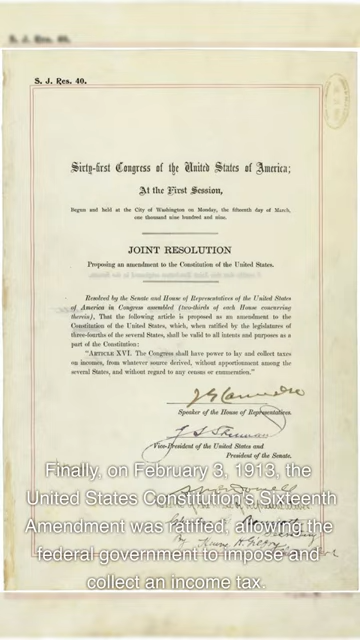 S. J. Res. 40.
S. J. Res. 40.
Sixty-first Congress of the United States of America;
At the First Session,
Begun and held at the City of Washington on Monday, the fifteenth day of March,
one thousand nine hundred and nine.
JOINT RESOLUTION
Proposing an amendment to the Constitution of the United States.
Resolved by the Senate and House of Representatives of the United States
of America in Congress assembled (two-thirds of each House concurring
therein), That the following article is proposed as an amendment to the
Constitution of the United States, which, when ratified by the legislatures of
three-fourths of the several States, shall be valid to all intents and purposes as a
part of the Constitution:
"ARTICLE XVI. The Congress shall have power to lay and collect taxes
on incomes, from whatever source derived, without apportionment among
the several States, and without regard to any census or enumeration."
Speaker of the House of Representatives.
J S Sherman
Vice-President of the United States and
President of the Senate.
Finally, on February 3, 1913, the
United States Constitution's Sixteenth
Amendment was ratified, allowing the
federal government to impose and
collect an income tax.